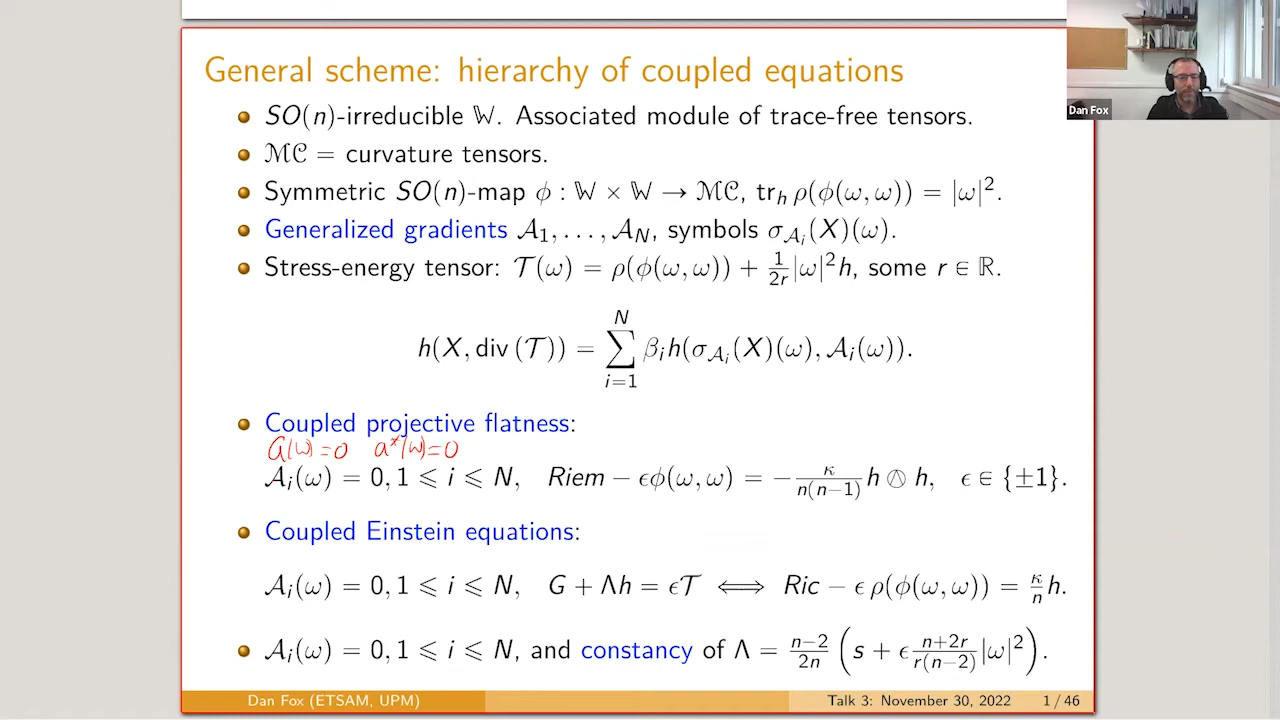 General scheme: hierarchy of coupled equations
SO(n)-irreducible 𝕎. Associated module of trace-free tensors.
ℳ𝒞 = curvature tensors.
Symmetric SO(n)-map ϕ : 𝕎 × 𝕎 → ℳ𝒞, tr_h ρ(ϕ(ω, ω)) = |ω|².
Generalized gradients 𝒜_1, . . . , 𝒜_N, symbols σ_{𝒜_i}(X)(ω).
Stress-energy tensor: 𝒯(ω) = ρ(ϕ(ω, ω)) + 1/2r |ω|²h, some r ∈ ℝ.
h(X, div (𝒯)) = ∑_{i=1}^{N} β_i h(σ_{𝒜_i}(X)(ω), 𝒜_i(ω)).
Coupled projective flatness:
a(ω) = 0 a*(ω) = 0
𝒜_i(ω) = 0, 1 ⩽ i ⩽ N, Riem − ϵϕ(ω, ω) = − κ/n(n−1) h ⃝∧ h, ϵ ∈ {±1}.
Coupled Einstein equations:
𝒜_i(ω) = 0, 1 ⩽ i ⩽ N, G + Λh = ϵ𝒯 ⟺ Ric − ϵ ρ(ϕ(ω, ω)) = κ/n h.
𝒜_i(ω) = 0, 1 ⩽ i ⩽ N, and constancy of Λ = n−2/2n (s + ϵ n+2r/r(n−2) |ω|²).
Dan Fox (ETSAM, UPM) Talk 3: November 30, 2022 1 / 46
Dan Fox